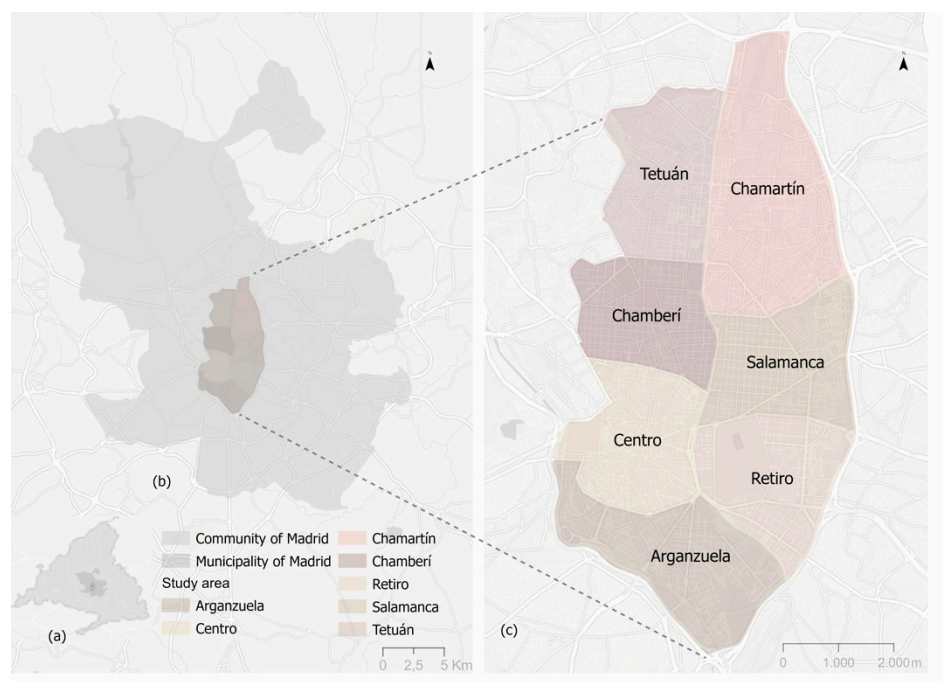 N
N
Tetuán
Chamartín
Chamberí
Salamanca
Centro
Retiro
Arganzuela
(b)
(a)
(c)
Community of Madrid
Municipality of Madrid
Study area
Arganzuela
Centro
Chamartín
Chamberí
Retiro
Salamanca
Tetuán
0 2,5 5 Km
0 1.000 2.000 m